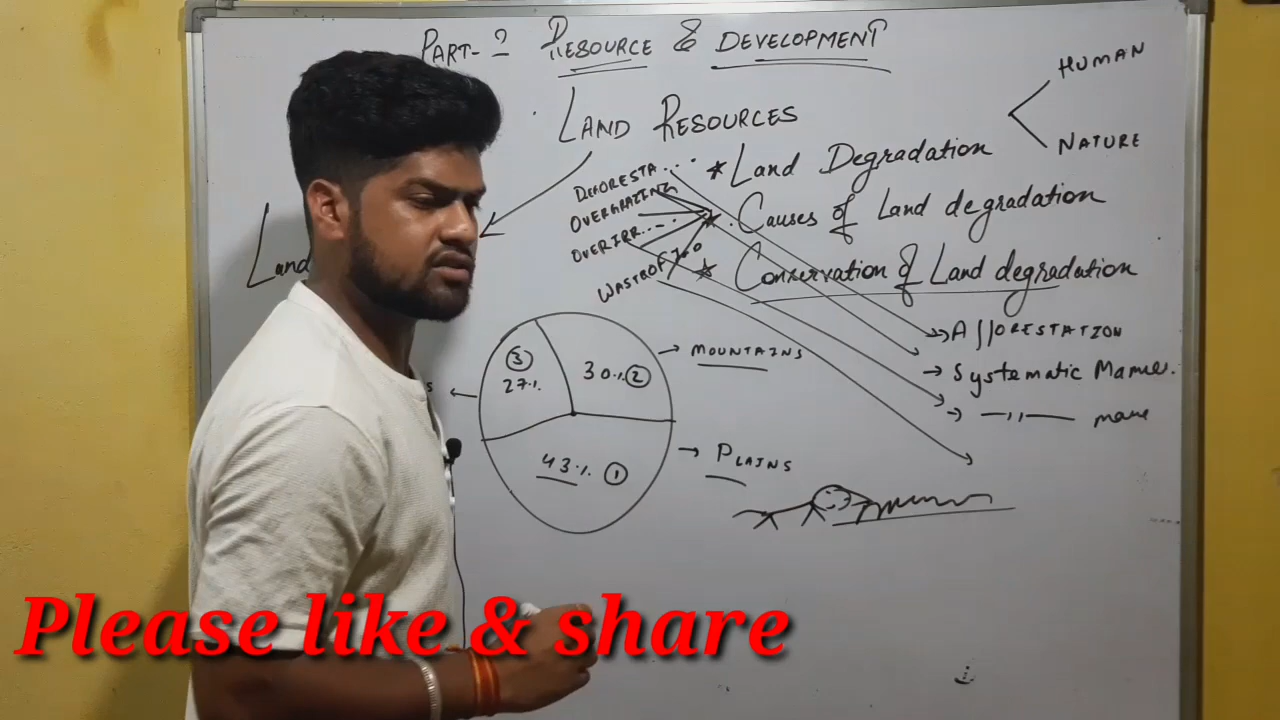 PART-2 RESOURCE & DEVELOPMENT
HUMAN
NATURE
LAND RESOURCES
* Land Degradation
DEFORESTA...
OVERGRAZING
OVERIRR...
* Causes of Land degradation
* Conservation of Land degradation
Land
→ AFFORESTATION
→ Systematic
→ —,,—
③
27%
30% ②
→ MOUNTAINS
s
43% ①
→ PLAINS
Please like & share